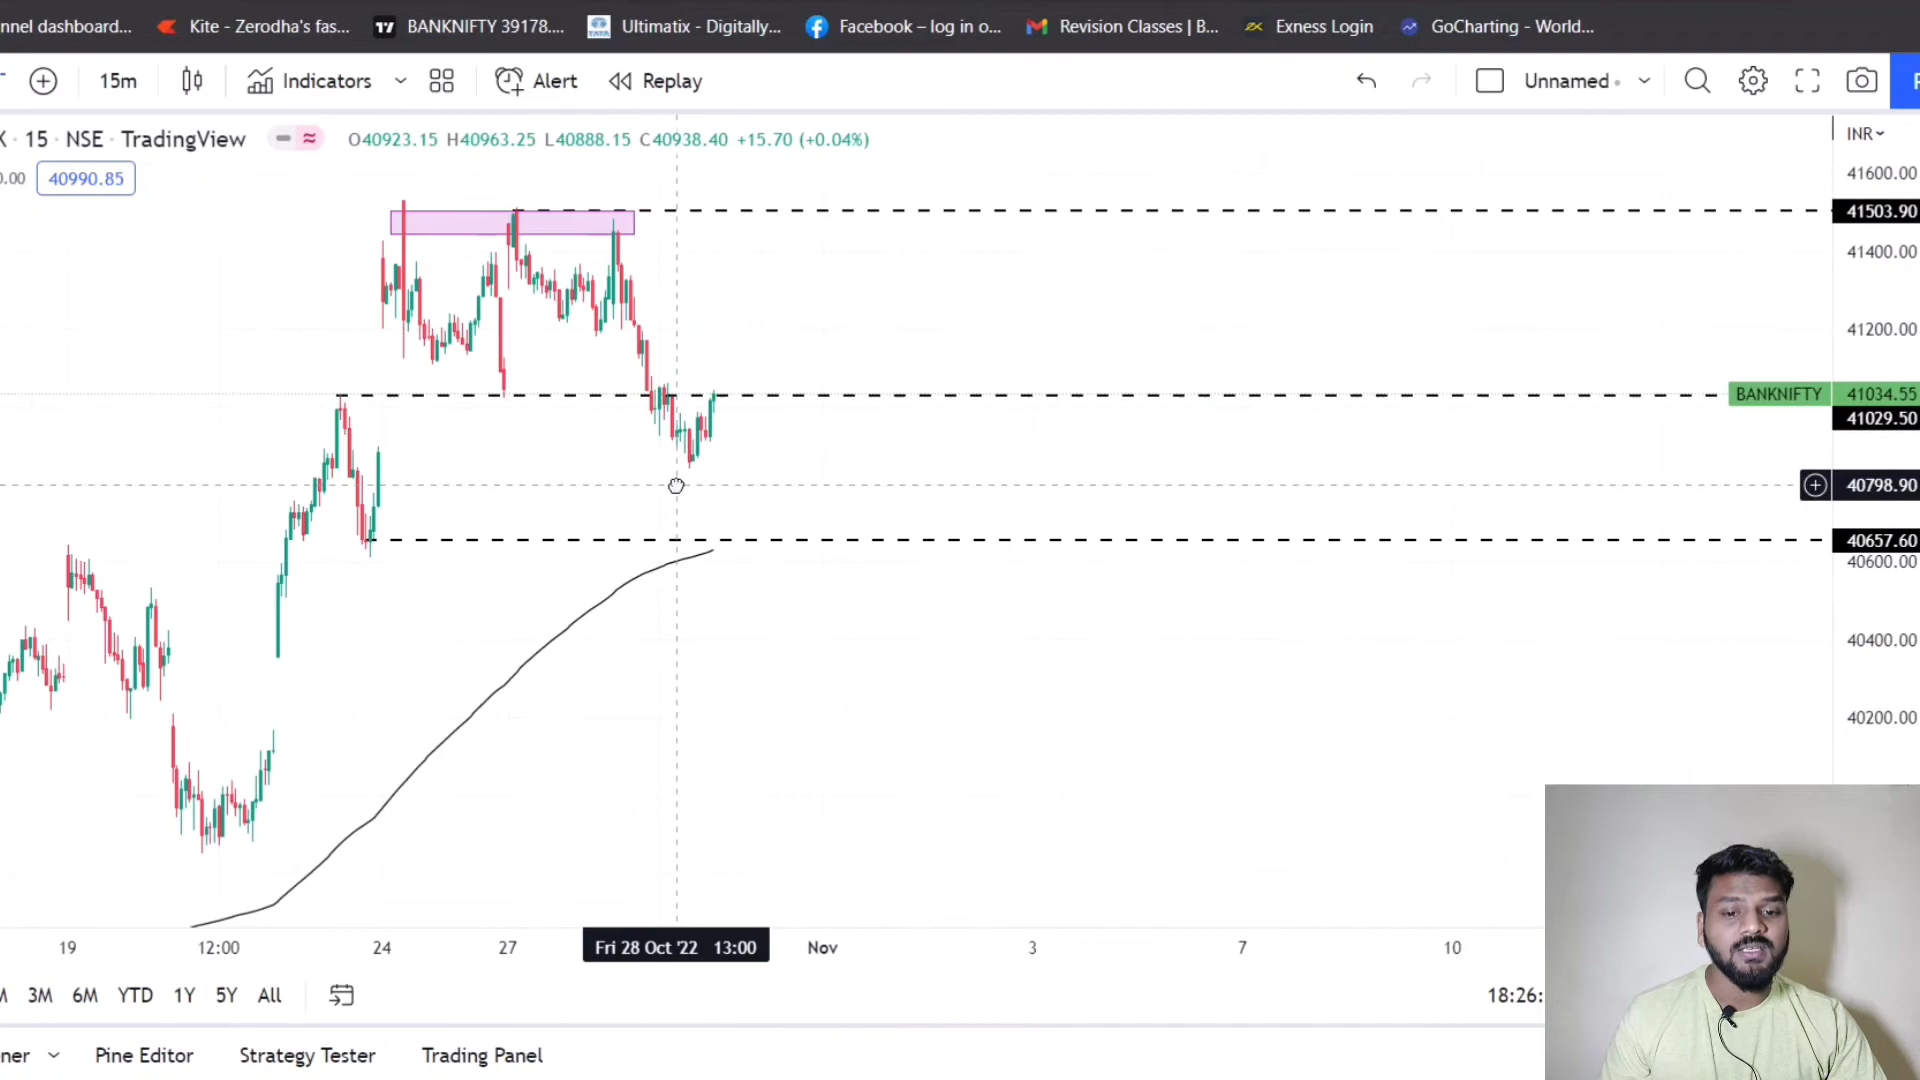 nnel dashboard... Kite - Zerodha's fas... BANKNIFTY 39178.... Ultimatix - Digitally... Facebook – log in o... Revision Classes | B... Exness Login GoCharting - World...
15m Indicators Alert Replay Unnamed
X · 15 · NSE · TradingView O40923.15 H40963.25 L40888.15 C40938.40 +15.70 (+0.04%) INR
0.00 40990.85
41600.00
41503.90
41400.00
41200.00
BANKNIFTY 41034.55
41029.50
40798.90
40657.60
40600.00
40400.00
40200.00
19 12:00 24 27 Fri 28 Oct '22 13:00 Nov 3 7 10
M 3M 6M YTD 1Y 5Y All 18:26:
ner Pine Editor Strategy Tester Trading Panel